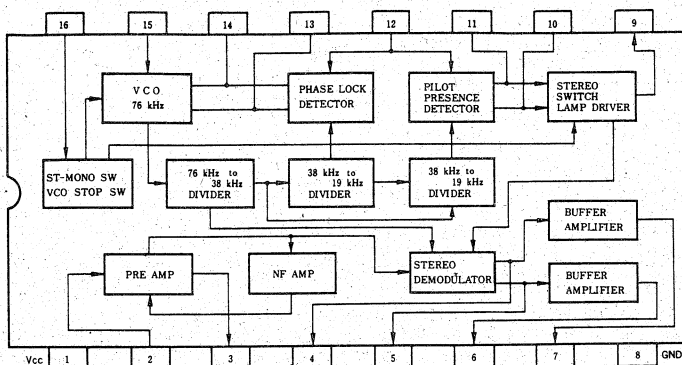 16 15 14 13 12 11 10 9
V C O
76 kHz
PHASE LOCK
DETECTOR
PILOT
PRESENCE
DETECTOR
STEREO
SWITCH
LAMP DRIVER
ST-MONO SW
VCO STOP SW
76 kHz to
38 kHz
DIVIDER
38 kHz to
19 kHz
DIVIDER
38 kHz to
19 kHz
DIVIDER
BUFFER
AMPLIFIER
PRE AMP
NF AMP
STEREO
DEMODULATOR
BUFFER
AMPLIFIER
Vcc 1 2 3 4 5 6 7 8 GND